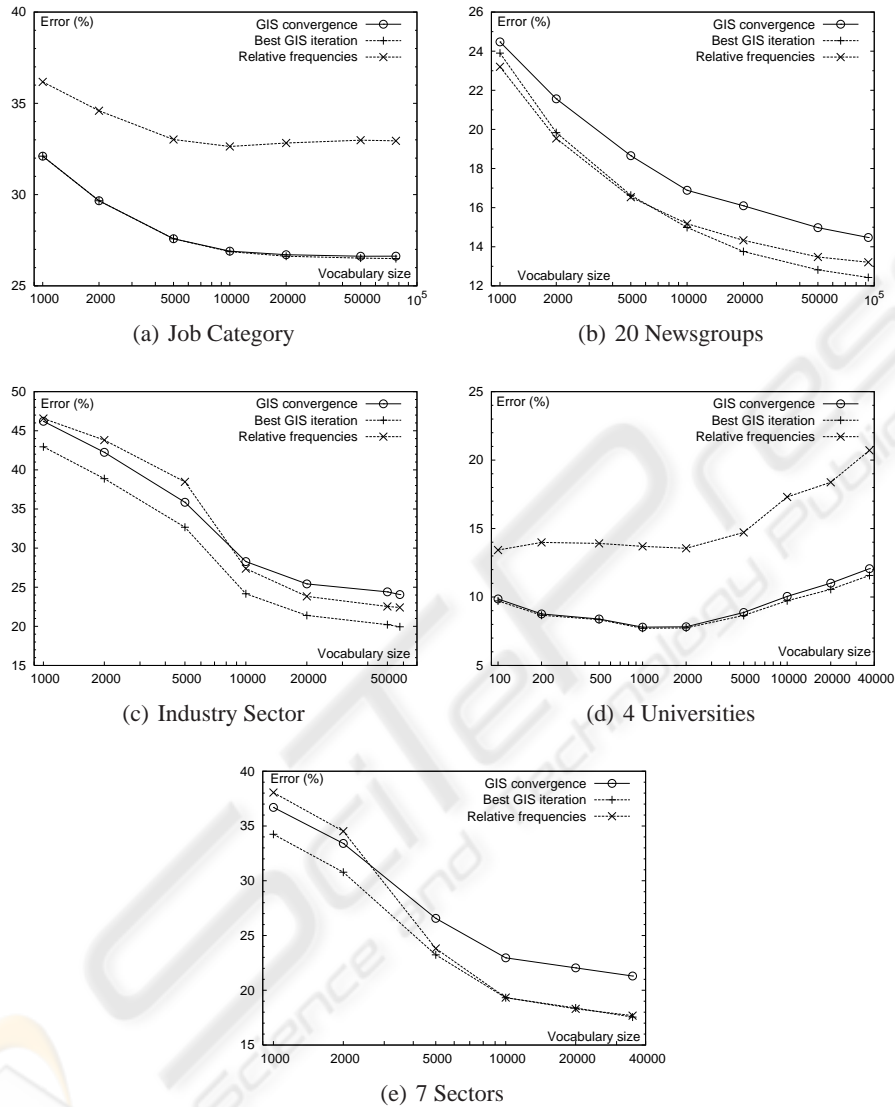 Error (%)
GIS convergence
Best GIS iteration
Relative frequencies
40
35
30
25
Vocabulary size
1000 2000 5000 10000 20000 50000 10^5
(a) Job Category
Error (%)
GIS convergence
Best GIS iteration
Relative frequencies
26
24
22
20
18
16
14
12
Vocabulary size
1000 2000 5000 10000 20000 50000 10^5
(b) 20 Newsgroups
Error (%)
GIS convergence
Best GIS iteration
Relative frequencies
50
45
40
35
30
25
20
15
Vocabulary size
1000 2000 5000 10000 20000 50000
(c) Industry Sector
Error (%)
GIS convergence
Best GIS iteration
Relative frequencies
25
20
15
10
5
Vocabulary size
100 200 500 1000 2000 5000 10000 20000 40000
(d) 4 Universities
Error (%)
GIS convergence
Best GIS iteration
Relative frequencies
40
35
30
25
20
15
Vocabulary size
1000 2000 5000 10000 20000 40000
(e) 7 Sectors
SciTePress
Science and Technology Public